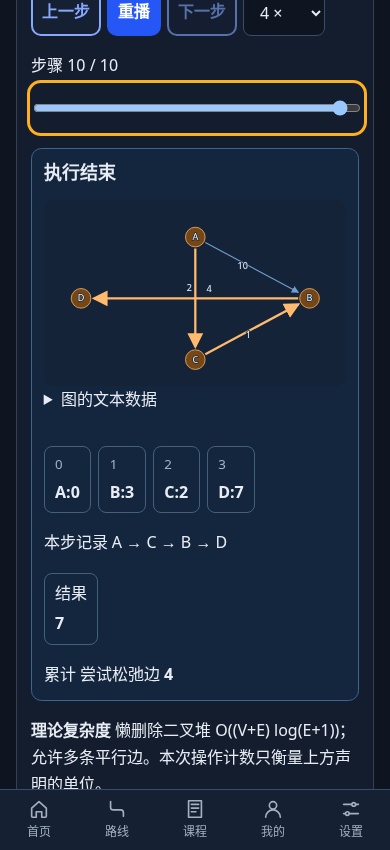 上一步 重播 下一步 4 ×
步骤 10 / 10
执行结束
A
10
D 2 4 B
1
C
▶ 图的文本数据
0 1 2 3
A:0 B:3 C:2 D:7
本步记录 A → C → B → D
结果
7
累计 尝试松弛边 4
理论复杂度 懒删除二叉堆 O((V+E) log(E+1));
允许多条平行边。本次操作计数只衡量上方声
明的单位。
首页 路线 课程 我的 设置